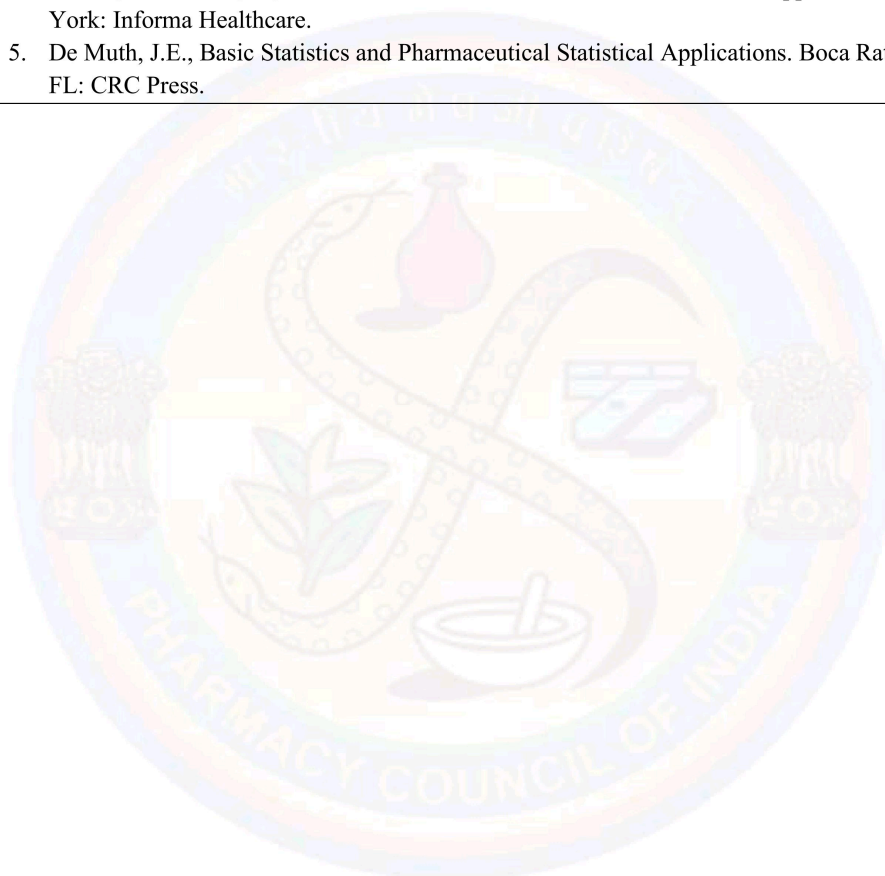 York: Informa Healthcare.
5. De Muth, J.E., Basic Statistics and Pharmaceutical Statistical Applications. Boca
FL: CRC Press.
PHARMACY COUNCIL OF INDIA